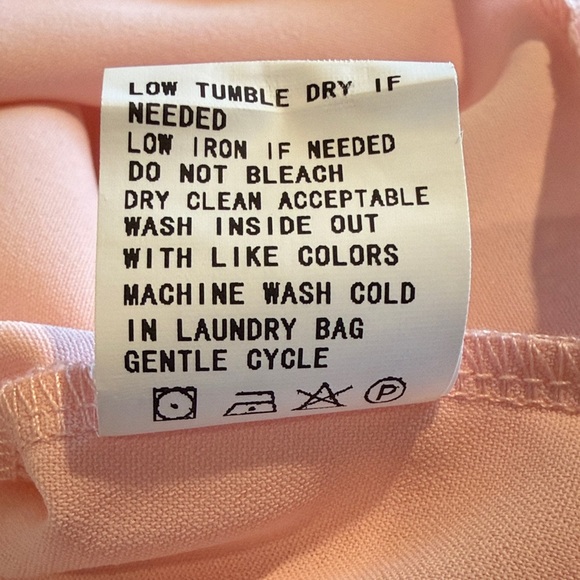 LOW TUMBLE DRY IF
NEEDED
LOW IRON IF NEEDED
DO NOT BLEACH
DRY CLEAN ACCEPTABLE
WASH INSIDE OUT
WITH LIKE COLORS
MACHINE WASH COLD
IN LAUNDRY BAG
GENTLE CYCLE
P